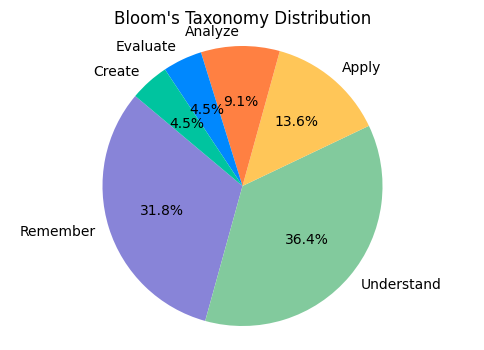 Bloom's Taxonomy Distribution
Analyze
Evaluate
Apply
Create
9.1%
4.5%
13.6%
4.5%
31.8%
Remember
36.4%
Understand